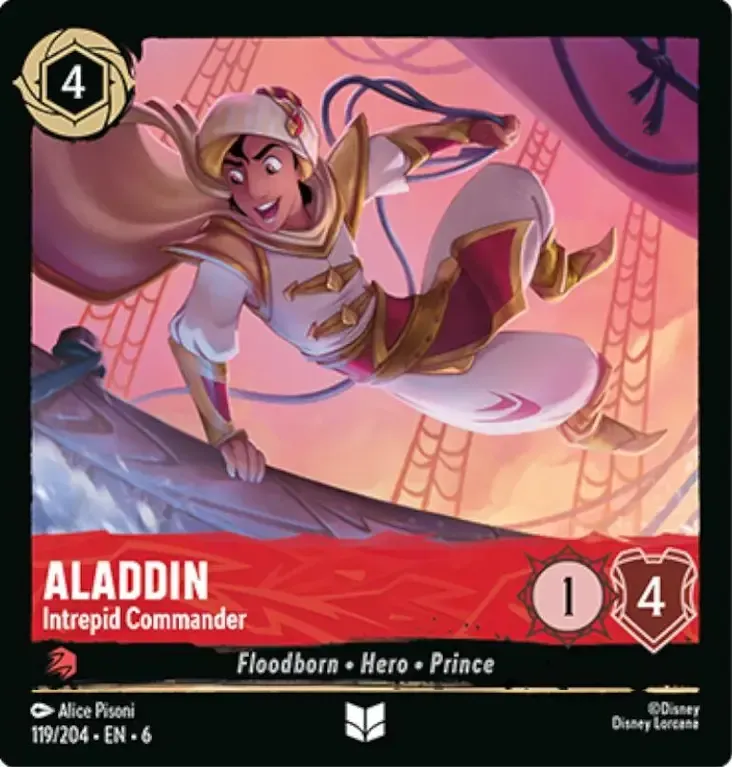 4
ALADDIN
Intrepid Commander
1
4
Floodborn • Hero • Prince
Alice Pisoni
119/204 • EN • 6
©Disney
Disney Lorcana